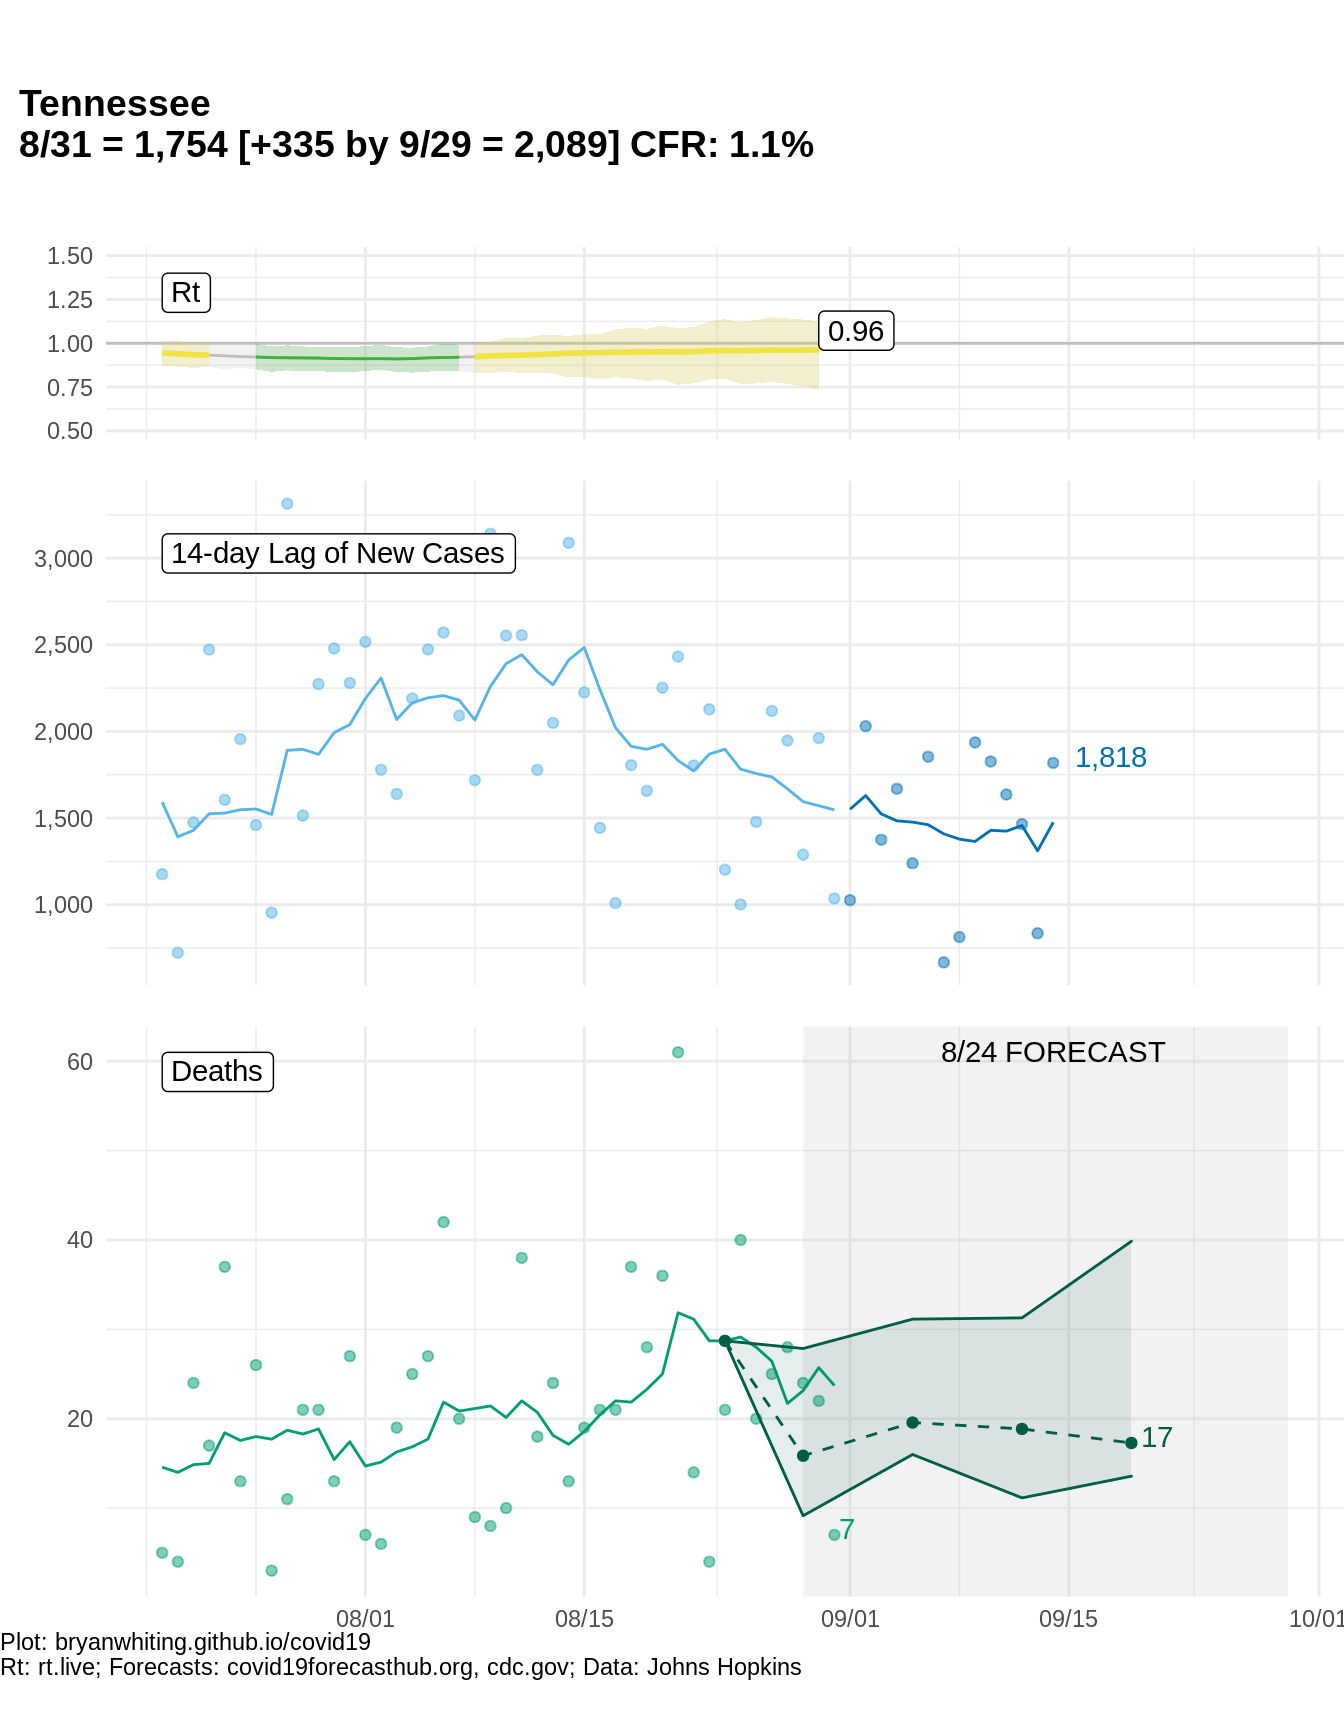 Tennessee
8/31 = 1,754 [+335 by 9/29 = 2,089] CFR: 1.1%
1.50
1.25
1.00
0.75
0.50
Rt
0.96
3,000
2,500
2,000
1,500
1,000
14-day Lag of New Cases
1,818
60
40
20
Deaths
8/24 FORECAST
17
7
08/01
08/15
09/01
09/15
10/01
Plot: bryanwhiting.github.io/covid19
Rt: rt.live; Forecasts: covid19forecasthub.org, cdc.gov; Data: Johns Hopkins